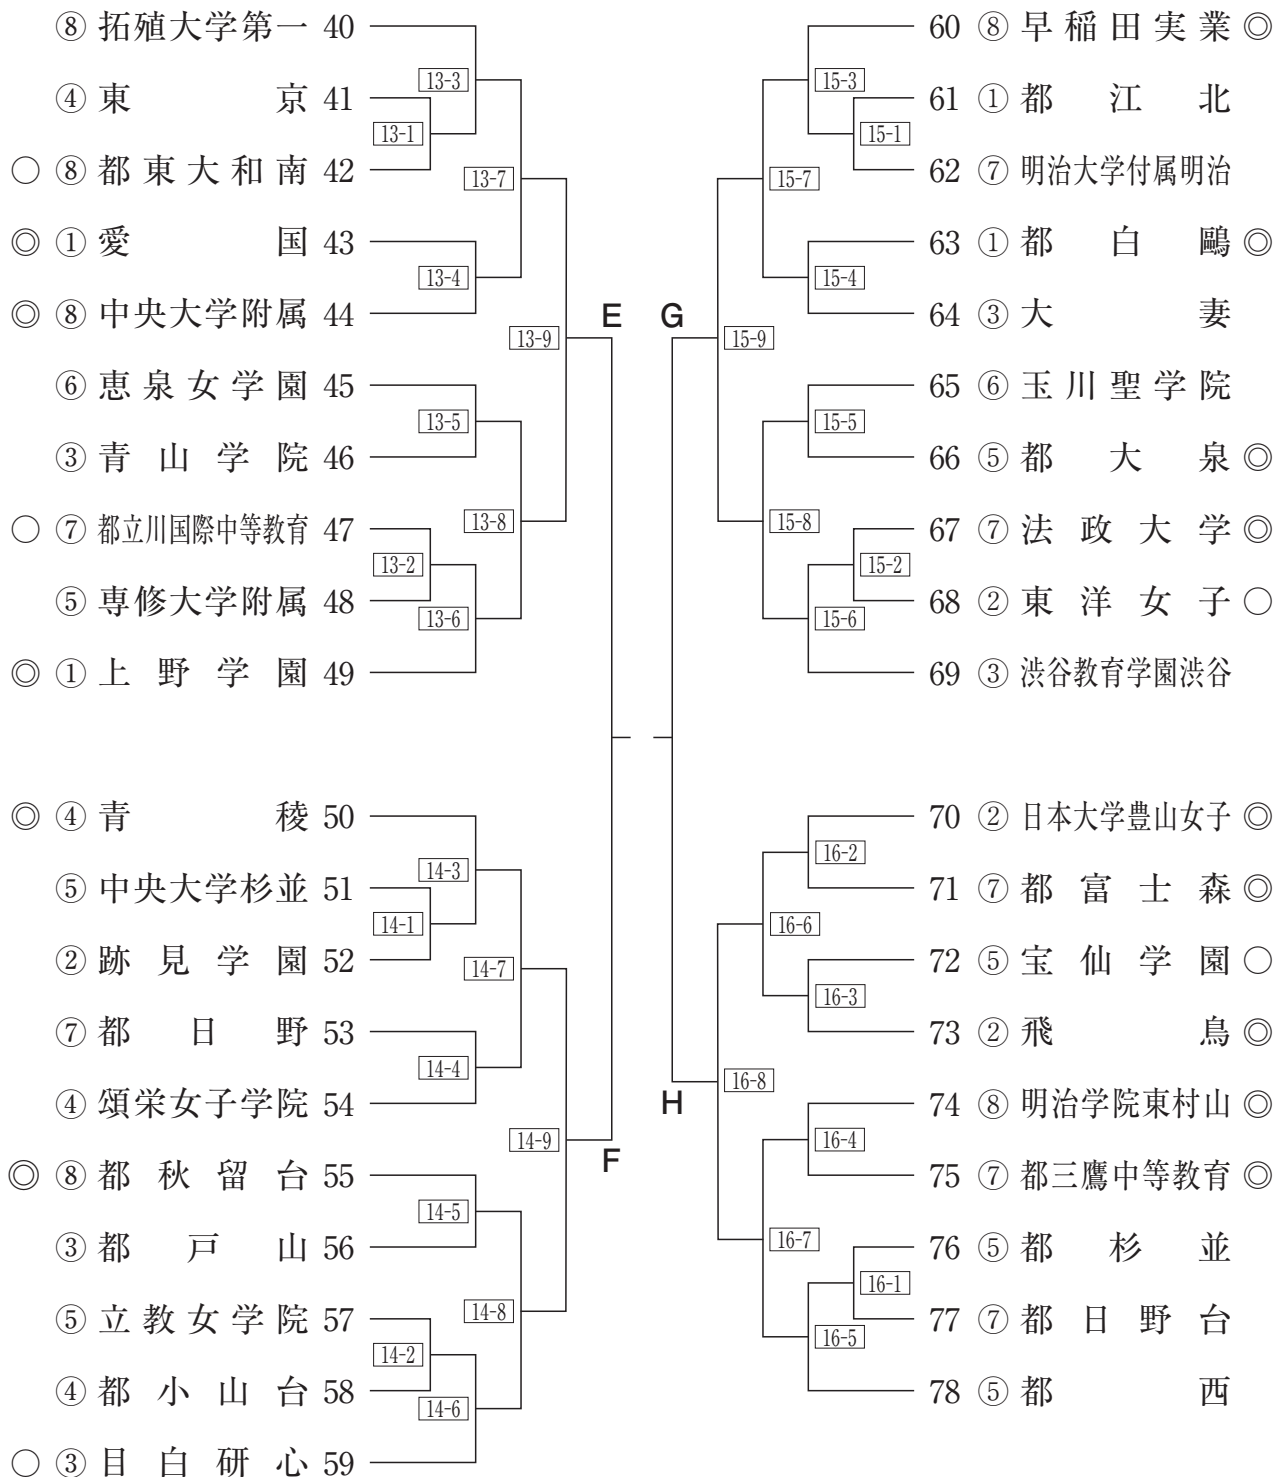 ⑧ 拓殖大学第一 40
13-3
④ 東京 41
13-1
○ ⑧ 都東大和南 42
13-7
◎ ① 愛国 43
13-4
◎ ⑧ 中央大学附属 44
13-9
E
⑥ 恵泉女学園 45
13-5
③ 青山学院 46
○ ⑦ 都立川国際中等教育 47
13-8
13-2
⑤ 専修大学附属 48
13-6
◎ ① 上野学園 49
◎ ④ 青稜 50
14-3
⑤ 中央大学杉並 51
14-1
② 跡見学園 52
14-7
⑦ 都日野 53
14-4
④ 頌栄女子学院 54
14-9
F
◎ ⑧ 都秋留台 55
14-5
③ 都戸山 56
⑤ 立教女学院 57
14-8
14-2
④ 都小山台 58
14-6
○ ③ 目白研心 59
60 ⑧ 早稲田実業 ◎
15-3
61 ① 都江北
15-1
62 ⑦ 明治大学付属明治
15-7
63 ① 都白鷗 ◎
15-4
64 ③ 大妻
G
15-9
65 ⑥ 玉川聖学院
15-5
66 ⑤ 都大泉 ◎
67 ⑦ 法政大学 ◎
15-8
15-2
68 ② 東洋女子 ○
15-6
69 ③ 渋谷教育学園渋谷
70 ② 日本大学豊山女子 ◎
16-2
71 ⑦ 都富士森 ◎
16-6
72 ⑤ 宝仙学園 ○
16-3
73 ② 飛鳥 ◎
H
16-8
74 ⑧ 明治学院東村山 ◎
16-4
75 ⑦ 都三鷹中等教育 ◎
16-7
76 ⑤ 都杉並
16-1
77 ⑦ 都日野台
16-5
78 ⑤ 都西